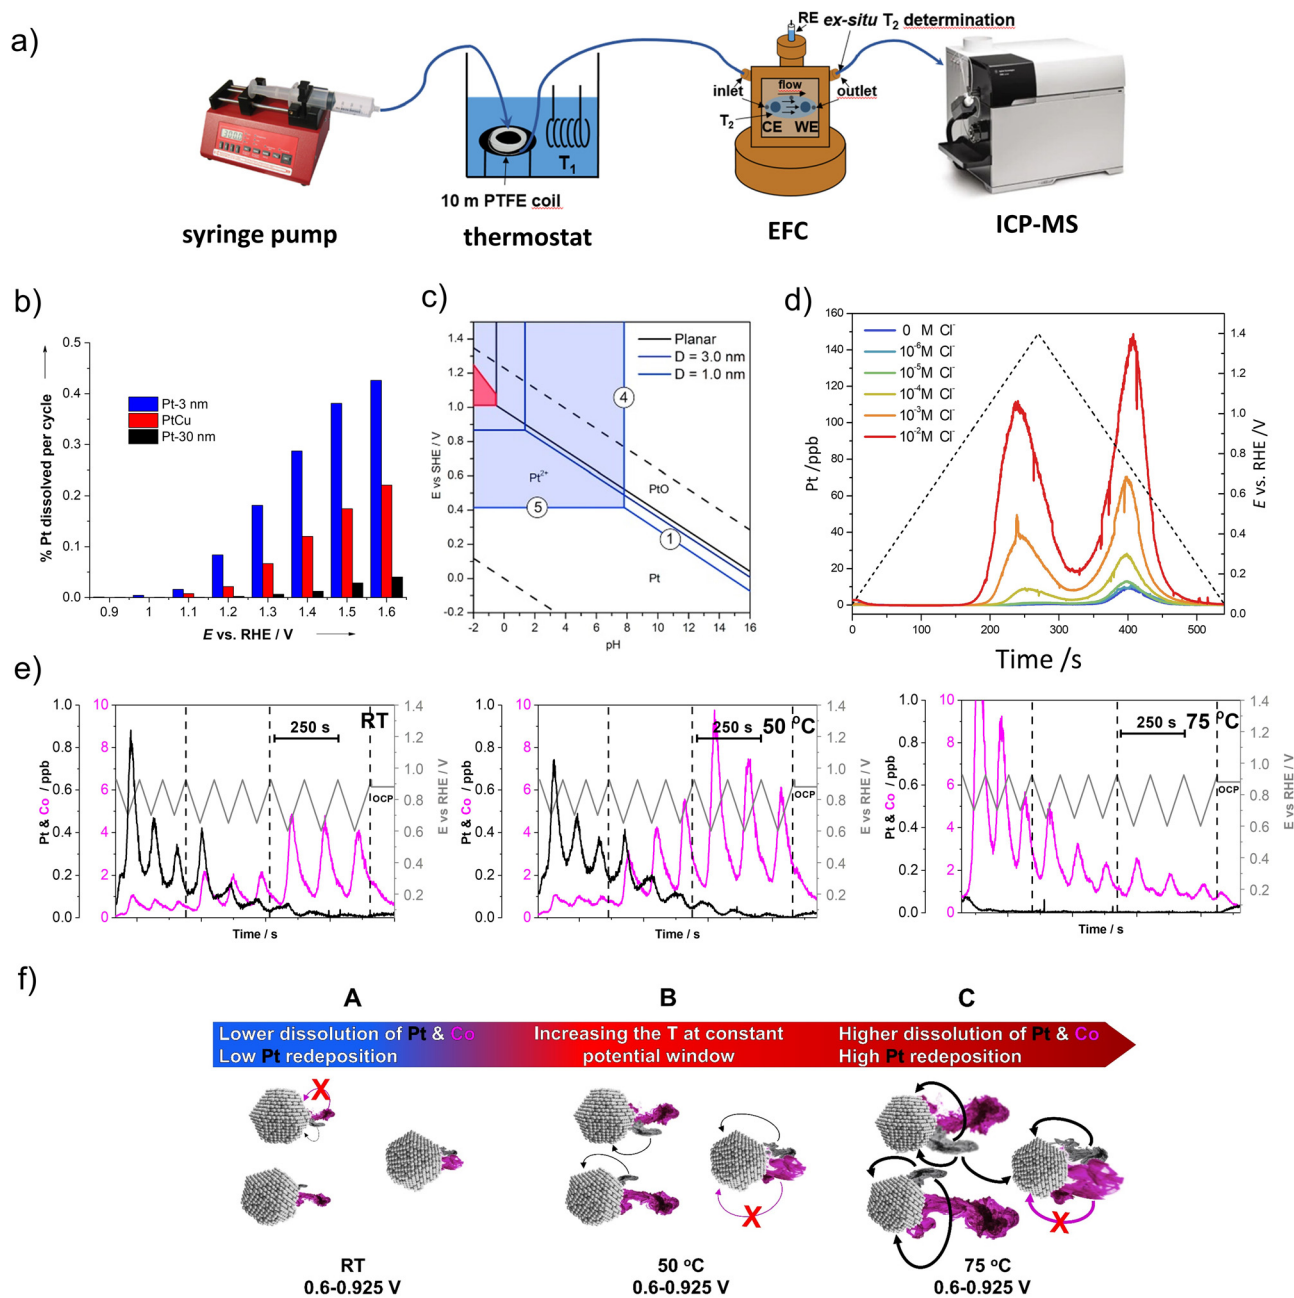 a)
RE ex-situ T2 determination
inlet
flow
outlet
T2
CE WE
T1
10 m PTFE coil
syringe pump
thermostat
EFC
ICP-MS
b)
% Pt dissolved per cycle
0.5
0.4
0.3
0.2
0.1
0.0
Pt-3 nm
PtCu
Pt-30 nm
0.9 1 1.1 1.2 1.3 1.4 1.5 1.6
E vs. RHE / V
c)
E vs SHE / V
1.4
1.2
1.0
0.8
0.6
0.4
0.2
0.0
-0.2
Planar
D = 3.0 nm
D = 1.0 nm
4
Pt2+
PtO
5
1
Pt
-2 0 2 4 6 8 10 12 14 16
pH
d)
Pt /ppb
160
150
140
130
120
110
100
90
80
70
60
50
40
30
20
10
0
0 M Cl-
10-6M Cl-
10-5M Cl-
10-4M Cl-
10-3M Cl-
10-2M Cl-
1.4
1.2
1.0
0.8
0.6
0.4
0.2
0.0
E vs. RHE /V
0 100 200 300 400 500
Time /s
e)
Pt & Co / ppb
1.0
0.8
0.6
0.4
0.2
0.0
10
8
6
4
2
0
RT
250 s
OCP
1.4
1.2
1.0
0.8
0.6
0.4
0.2
E vs RHE / V
Time / s
Pt & Co / ppb
1.0
0.8
0.6
0.4
0.2
0.0
10
8
6
4
2
0
50 oC
250 s
OCP
1.4
1.2
1.0
0.8
0.6
0.4
0.2
E vs RHE / V
Time / s
Pt & Co / ppb
1.0
0.8
0.6
0.4
0.2
0.0
10
8
6
4
2
0
75 oC
250 s
OCP
1.4
1.2
1.0
0.8
0.6
0.4
0.2
E vs RHE / V
Time / s
f)
A B C
Lower dissolution of Pt & Co
Low Pt redeposition
Increasing the T at constant
potential window
Higher dissolution of Pt & Co
High Pt redeposition
X
X
X
RT
0.6-0.925 V
50 oC
0.6-0.925 V
75 oC
0.6-0.925 V